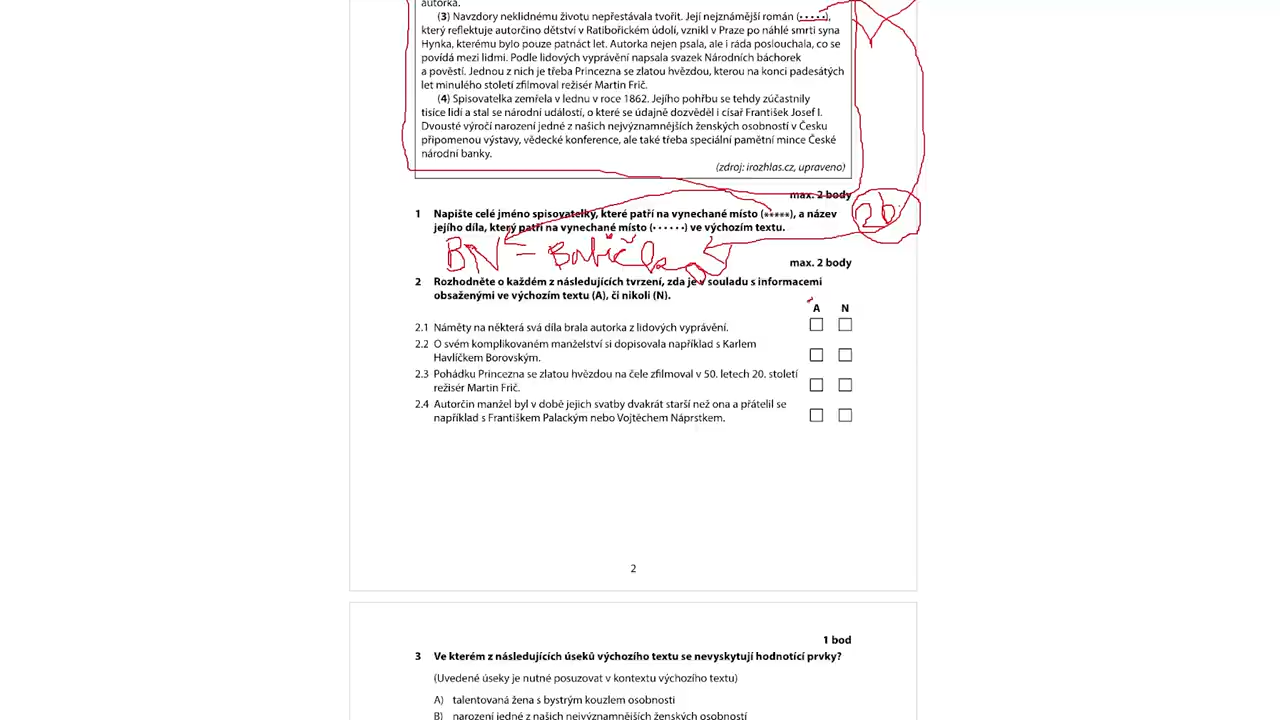 autorka.
(3) Navzdory neklidnému životu nepřestávala tvořit. Její nejznámější román (•••••),
který reflektuje autorčino dětství v Ratibořickém údolí, vznikl v Praze po náhlé smrti syna
Hynka, kterému bylo pouze patnáct let. Autorka nejen psala, ale i ráda poslouchala, co se
povídá mezi lidmi. Podle lidových vyprávění napsala svazek Národních báchorek
a pověstí. Jednou z nich je třeba Princezna se zlatou hvězdou, kterou na konci padesátých
let minulého století zfilmoval režisér Martin Frič.
(4) Spisovatelka zemřela v lednu v roce 1862. Jejího pohřbu se tehdy zúčastnily
tisíce lidí a stal se národní událostí, o které se údajně dozvěděl i císař František Josef I.
Dvousté výročí narození jedné z našich nejvýznamnějších ženských osobností v Česku
připomenou výstavy, vědecké konference, ale také třeba speciální pamětní mince České
národní banky.
(zdroj: irozhlas.cz, upraveno)
max. 2 body
1 Napište celé jméno spisovatelky, které patří na vynechané místo (*****), a název
jejího díla, který patří na vynechané místo (••••••) ve výchozím textu.
2b
BN = Babička
max. 2 body
2 Rozhodněte o každém z následujících tvrzení, zda je v souladu s informacemi
obsaženými ve výchozím textu (A), či nikoli (N).
A N
2.1 Náměty na některá svá díla brala autorka z lidových vyprávění.
2.2 O svém komplikovaném manželství si dopisovala například s Karlem
Havlíčkem Borovským.
2.3 Pohádku Princezna se zlatou hvězdou na čele zfilmoval v 50. letech 20. století
režisér Martin Frič.
2.4 Autorčin manžel byl v době jejich svatby dvakrát starší než ona a přátelil se
například s Františkem Palackým nebo Vojtěchem Náprstkem.
2
1 bod
3 Ve kterém z následujících úseků výchozího textu se nevyskytují hodnotící prvky?
(Uvedené úseky je nutné posuzovat v kontextu výchozího textu)
A) talentovaná žena s bystrým kouzlem osobnosti
B) narození jedné z našich nejvýznamnějších ženských osobností